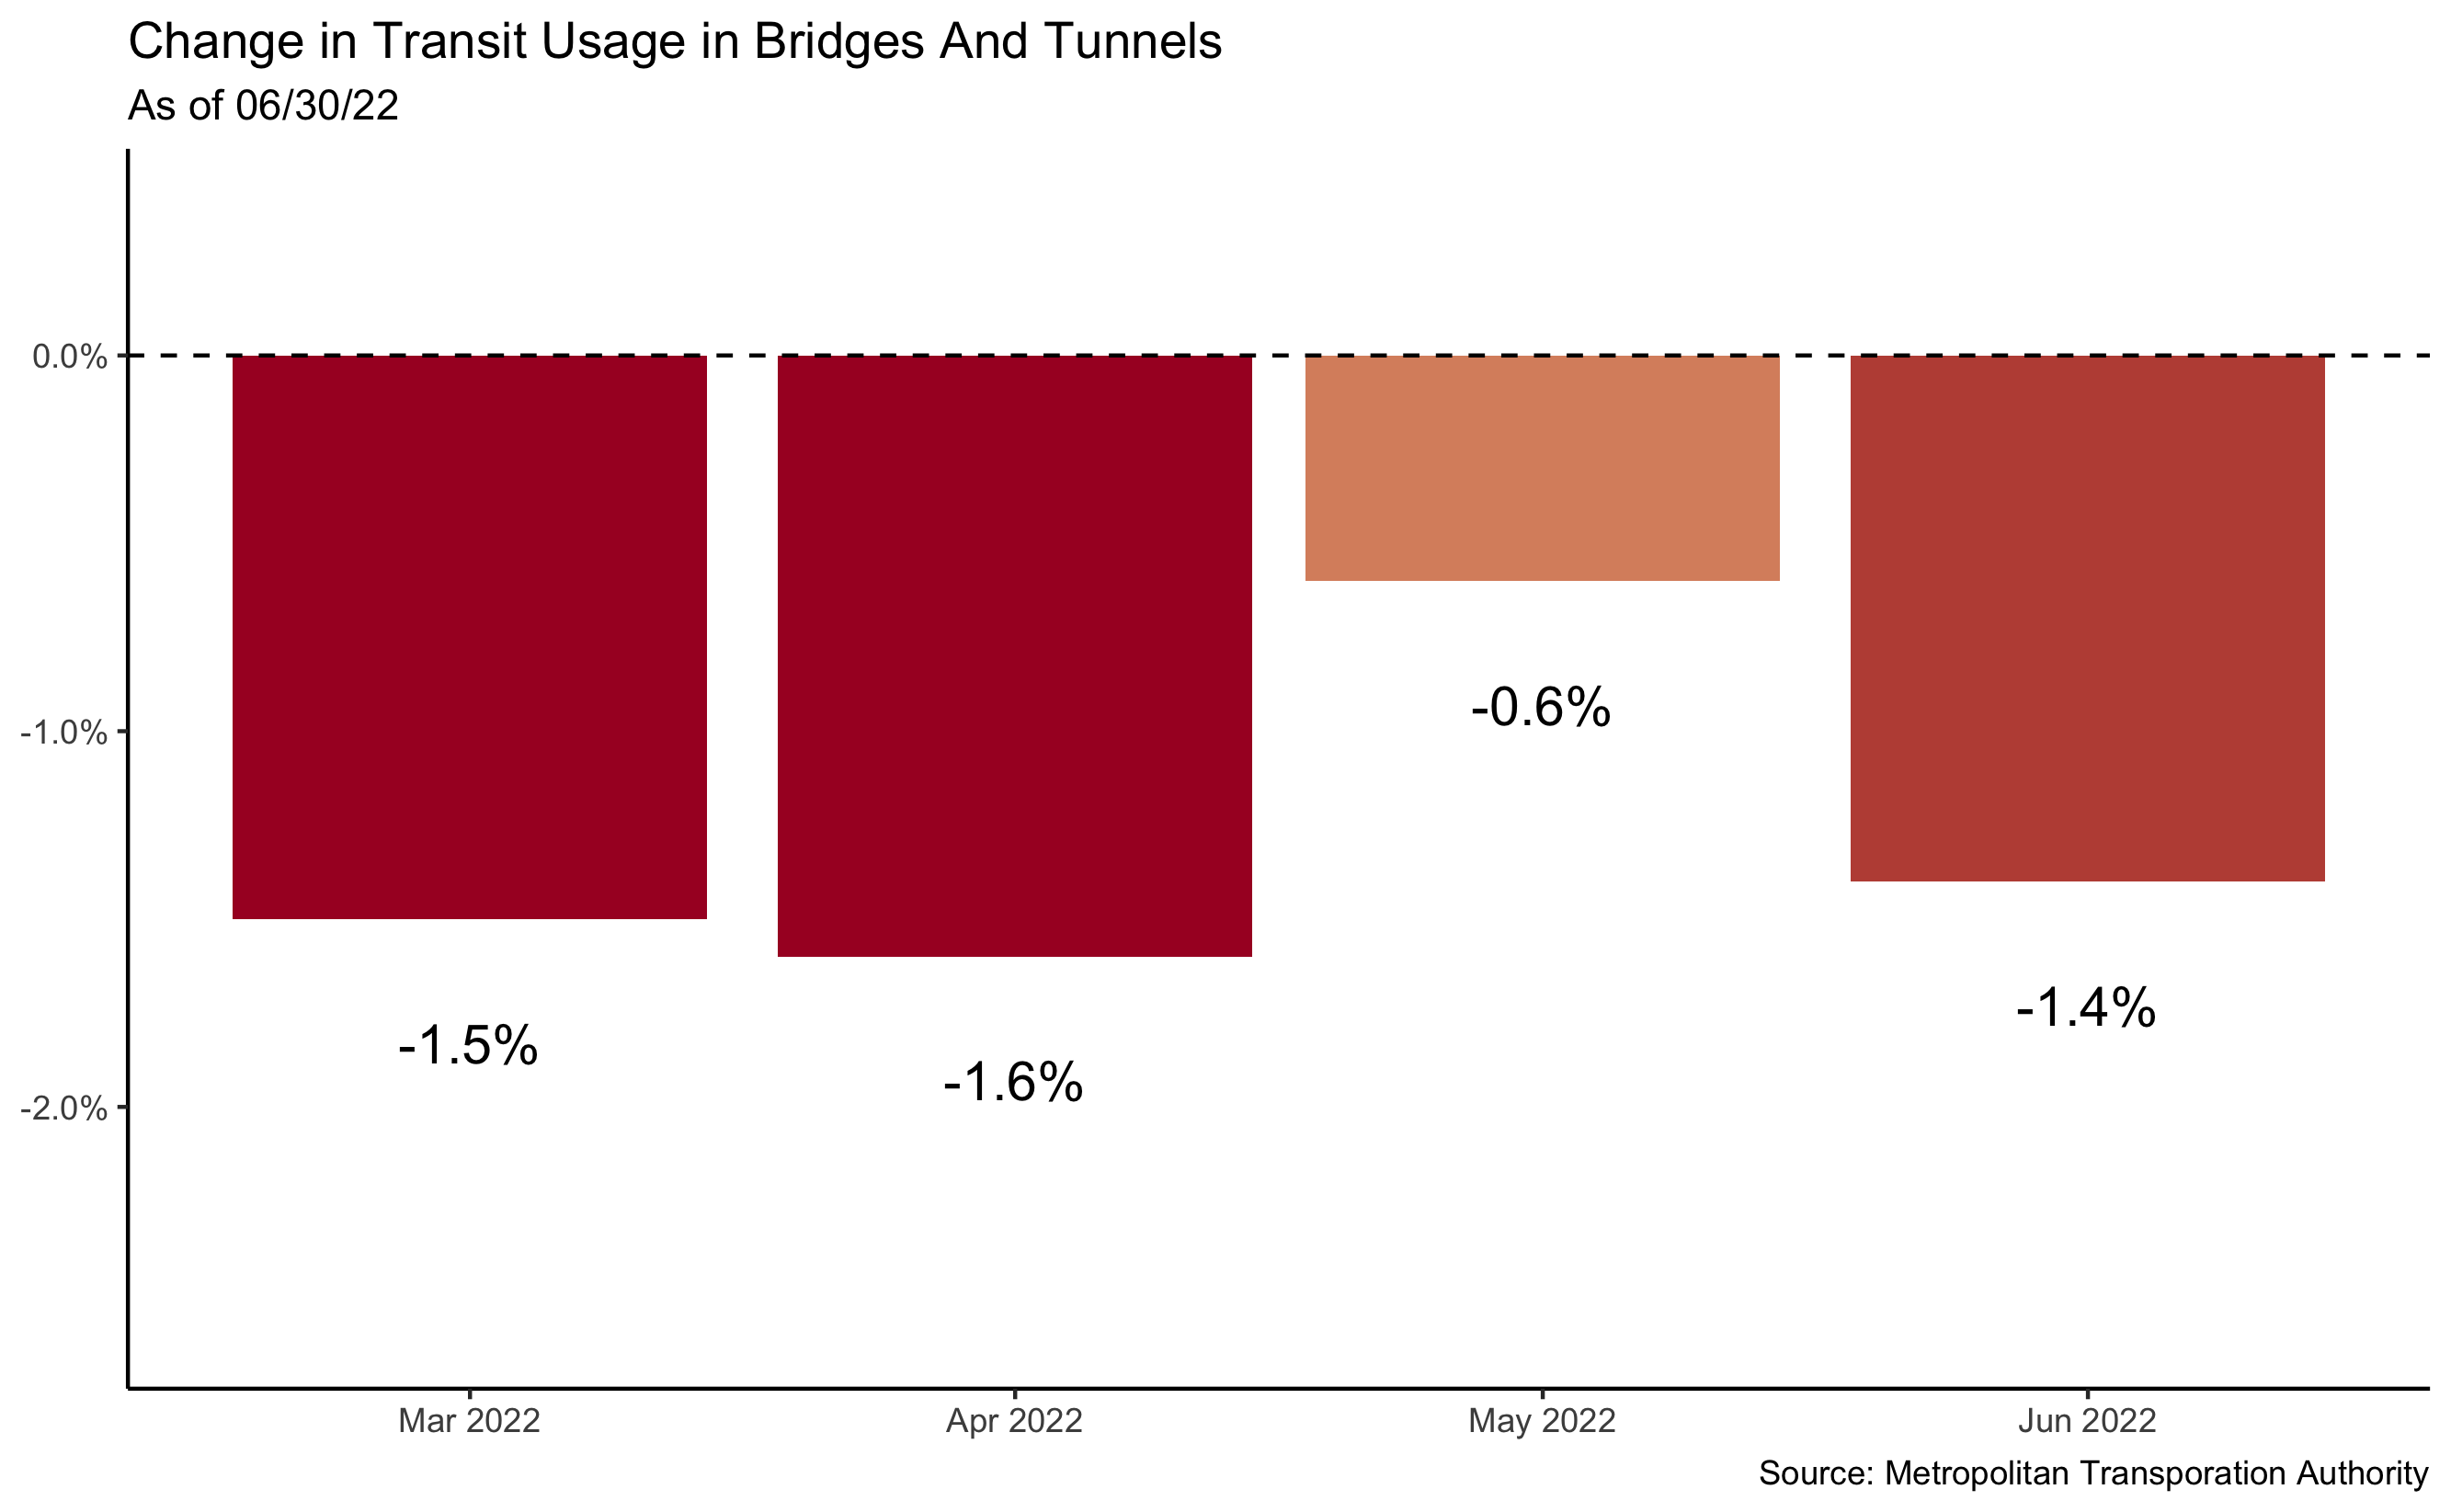 Change in Transit Usage in Bridges And Tunnels
As of 06/30/22
0.0%
-1.0%
-2.0%
-1.5%
-1.6%
-0.6%
-1.4%
Mar 2022
Apr 2022
May 2022
Jun 2022
Source: Metropolitan Transporation Authority